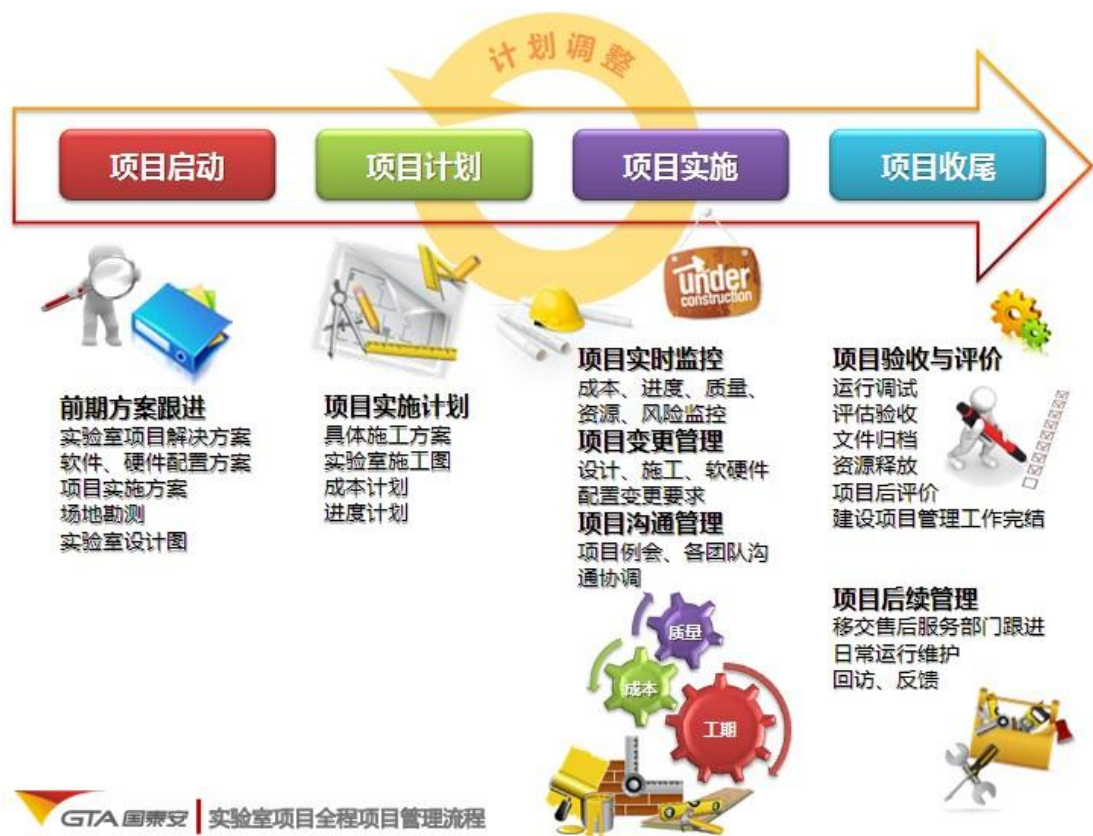 计划调整
项目启动
项目计划
项目实施
项目收尾
前期方案跟进
实验室项目解决方案
软件、硬件配置方案
项目实施方案
场地勘测
实验室设计图
项目实施计划
具体施工方案
实验室施工图
成本计划
进度计划
under
construction
项目实时监控
成本、进度、质量、
资源、风险监控
项目变更管理
设计、施工、软硬件
配置变更要求
项目沟通管理
项目例会、各团队沟
通协调
质量
成本
工期
项目验收与评价
运行调试
评估验收
文件归档
资源释放
项目后评价
建设项目管理工作完结
项目后续管理
移交售后服务部门跟进
日常运行维护
回访、反馈
GTA 国泰安 实验室项目全程项目管理流程